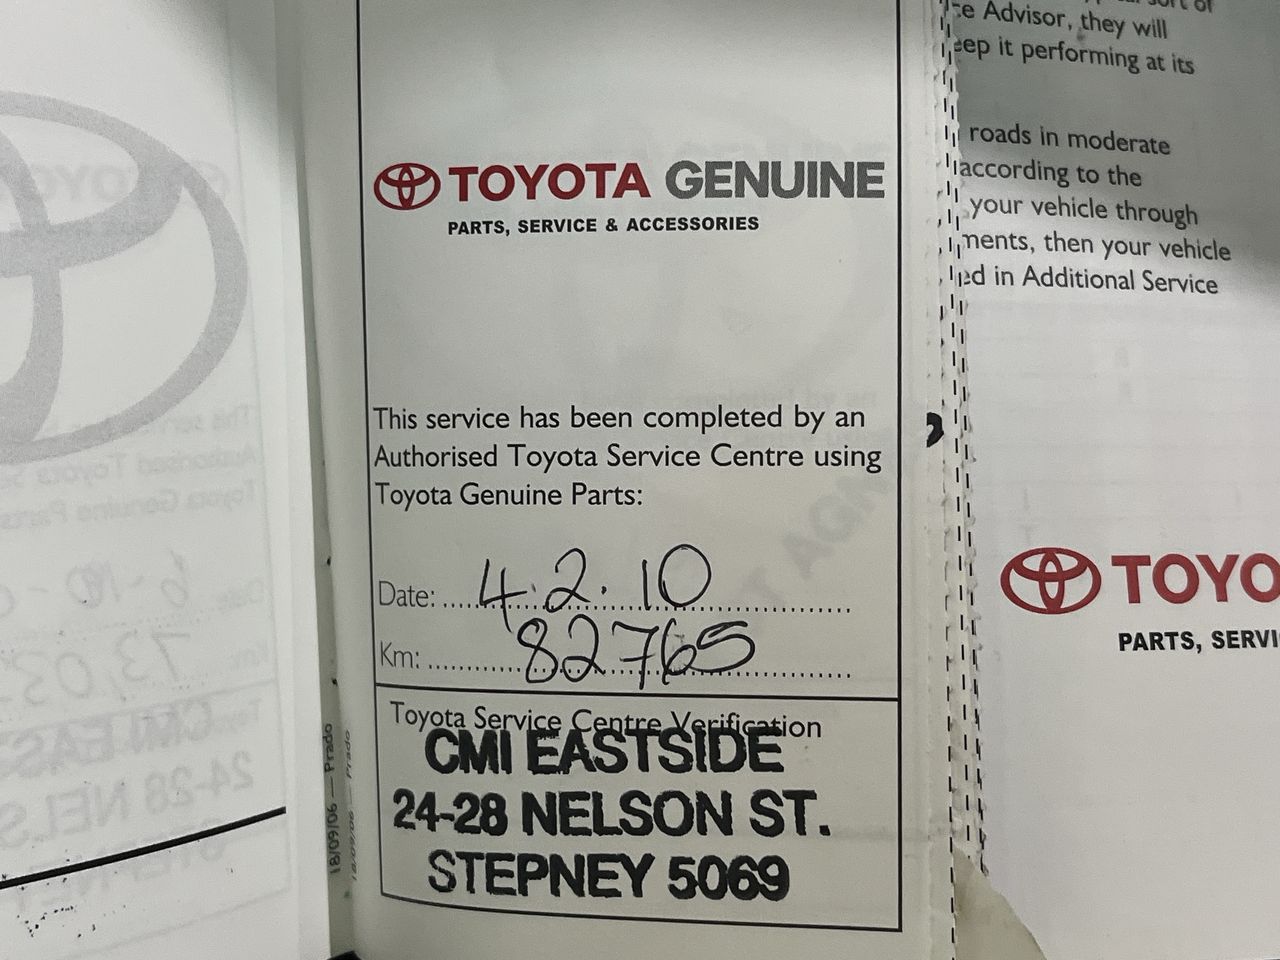 TOYOTA GENUINE
PARTS, SERVICE & ACCESSORIES
This service has been completed by an
Authorised Toyota Service Centre using
Toyota Genuine Parts:
Date: 4.2.10
Km: 82765
Toyota Service Centre Verification
CMI EASTSIDE
24-28 NELSON ST.
STEPNEY 5069
18/09/06 — Prado
Advisor, they will
it performing at its
roads in moderate
according to the
your vehicle through
then your vehicle
in Additional Service
TOYO
PARTS, SERVI